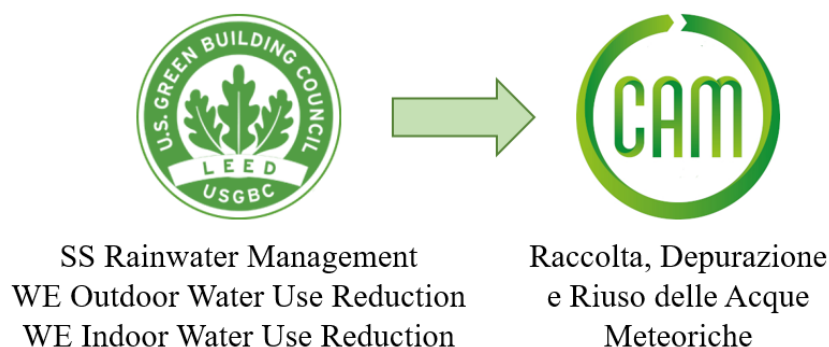 U.S. GREEN BUILDING COUNCIL
LEED
USGBC
CAM
SS Rainwater Management
WE Outdoor Water Use Reduction
WE Indoor Water Use Reduction
Raccolta, Depurazione
e Riuso delle Acque
Meteoriche